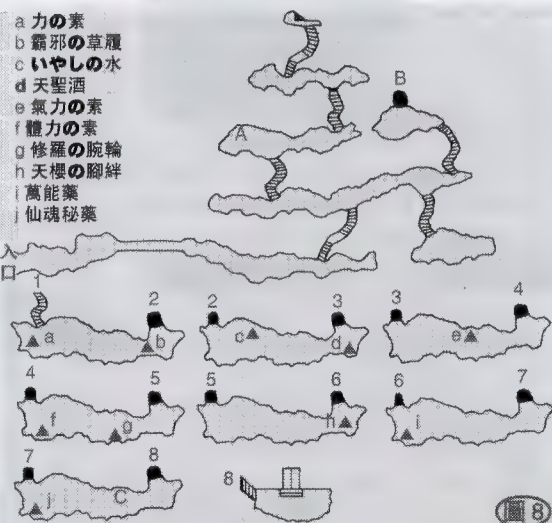 a 力の素
b 霸邪の草履
c いやしの水
d 天聖酒
e 氣力の素
f 體力の素
g 修羅の腕輪
h 天櫻の腳絆
i 萬能藥
j 仙魂秘藥
A
B
入口
1
2
2
3
3
4
a
b
c
d
e
4
5
5
6
6
7
f
g
h
i
7
8
8
j
C
圖8